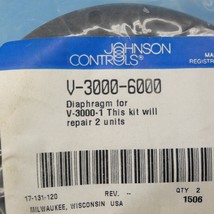 JOHNSON
CONTROLS
REGISTR
V-3000-6000
Diaphragm for
V-3000-1 This kit will
repair 2 units
17-131-120
REV. --
QTY 2
MILWAUKEE, WISCONSIN USA
1506